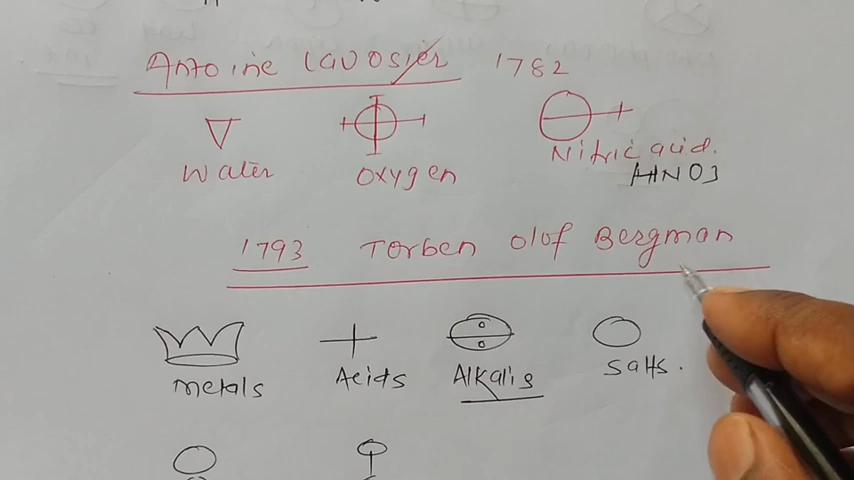 Antoine Lavosier 1782
Water Oxygen Nitric acid.
HNO3
1793 Torben Olof Bergman
Metals Acids Alkalis Salts.